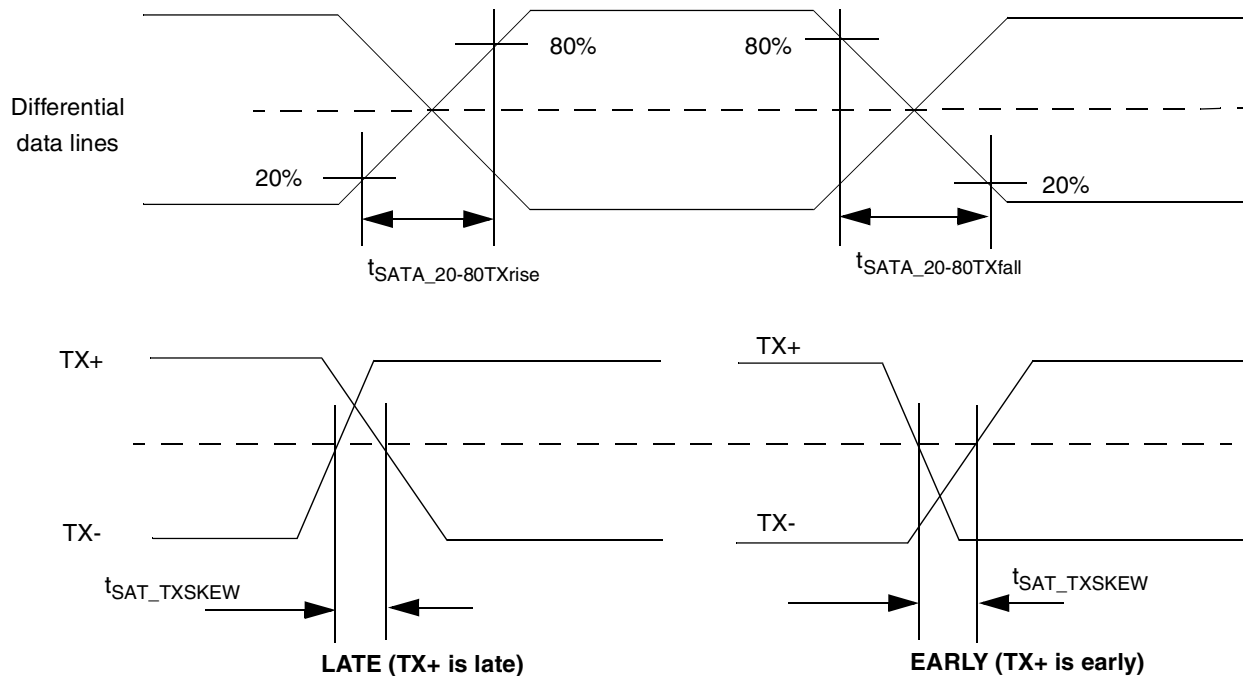 80%
80%
Differential
data lines
20%
20%
tSATA_20-80TXrise
tSATA_20-80TXfall
TX+
TX+
TX-
TX-
tSAT_TXSKEW
tSAT_TXSKEW
LATE (TX+ is late)
EARLY (TX+ is early)